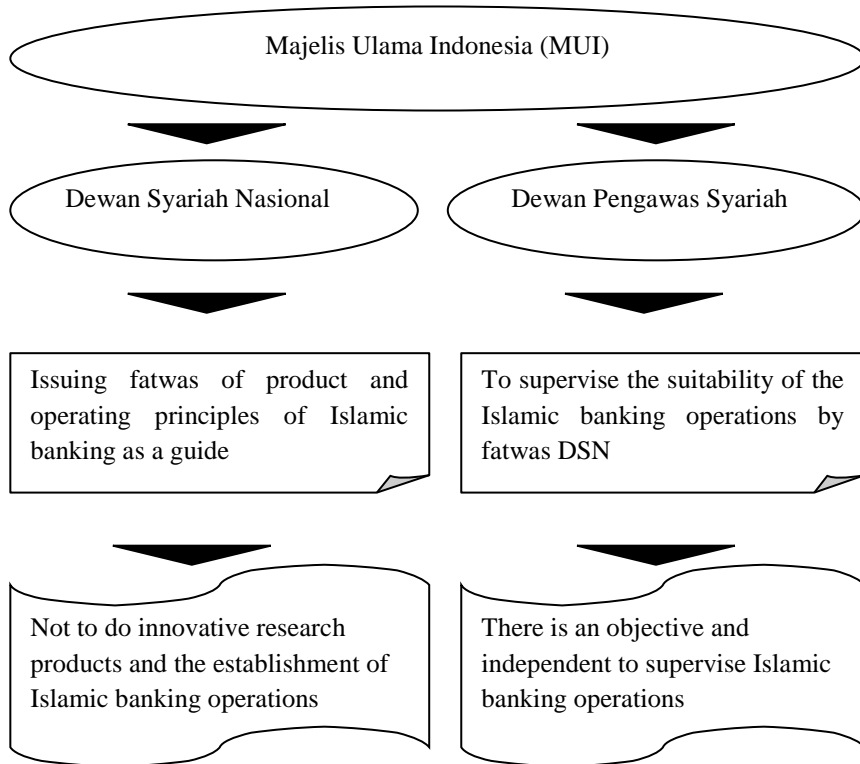 Majelis Ulama Indonesia (MUI)
Dewan Syariah Nasional
Dewan Pengawas Syariah
Issuing fatwas of product and
operating principles of Islamic
banking as a guide
To supervise the suitability of the
Islamic banking operations by
fatwas DSN
Not to do innovative research
products and the establishment of
Islamic banking operations
There is an objective and
independent to supervise Islamic
banking operations